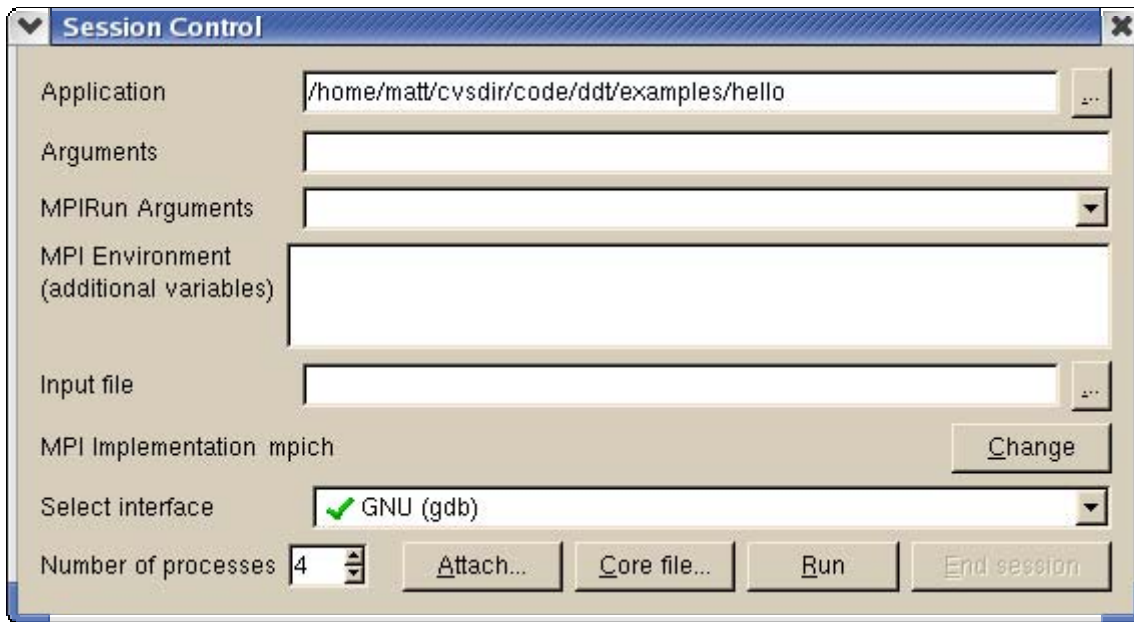 Session Control
Application /home/matt/cvsdir/code/ddt/examples/hello ...
Arguments
MPIRun Arguments
MPI Environment
(additional variables)
Input file ...
MPI Implementation mpich Change
Select interface GNU (gdb)
Number of processes 4 Attach... Core file... Run End session